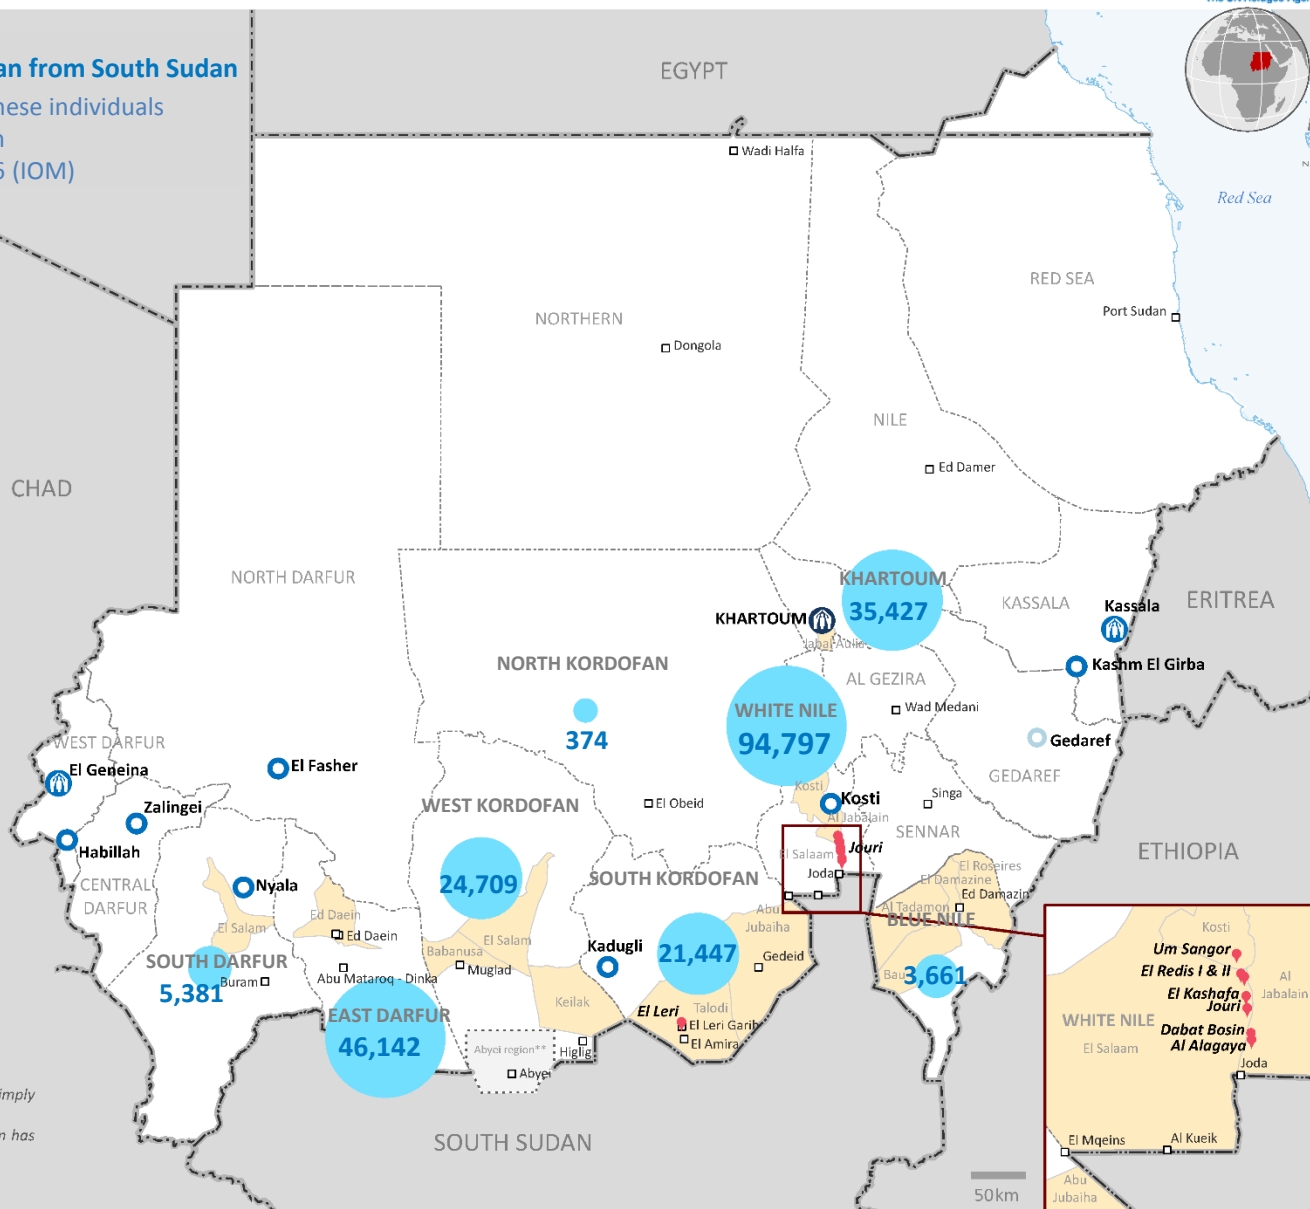 an from South Sudan
nese individuals
n
5 (IOM)
EGYPT
Wadi Halfa
Red Sea
RED SEA
Port Sudan
NORTHERN
Dongola
NILE
Ed Damer
CHAD
NORTH DARFUR
KHARTOUM
35,427
KHARTOUM
Jabal Aulia
KASSALA
Kassala
ERITREA
Kashm El Girba
NORTH KORDOFAN
374
AL GEZIRA
Wad Medani
WHITE NILE
94,797
Gedaref
GEDAREF
WEST DARFUR
El Geneina
El Fasher
Zalingei
Habillah
CENTRAL
DARFUR
WEST KORDOFAN
24,709
El Obeid
Kosti
Kosti
Al Jabalain
Singa
SENNAR
Jouri
El Salaam
Joda
ETHIOPIA
El Roseires
El Damazine
Ed Damazin
Al Tadamon
BLUE NILE
Bau
3,661
SOUTH KORDOFAN
Abu
Jubaiha
21,447
Gedeid
Kadugli
Nyala
El Salam
Ed Daein
Ed Daein
SOUTH DARFUR
5,381
Buram
Abu Mataroq - Dinka
EAST DARFUR
46,142
El Salam
Babanusa
Muglad
Keilak
El Leri
Talodi
El Leri Garib
El Amira
Abyei region**
Higlig
Abyei
SOUTH SUDAN
imply
n has
50km
Kosti
Um Sangor
El Redis I & II
El Kashafa
Jouri
Al
Jabalain
WHITE NILE
Dabat Bosin
El Salaam
Al Alagaya
Joda
El Mqeins
Al Kueik
Abu
Jubaiha